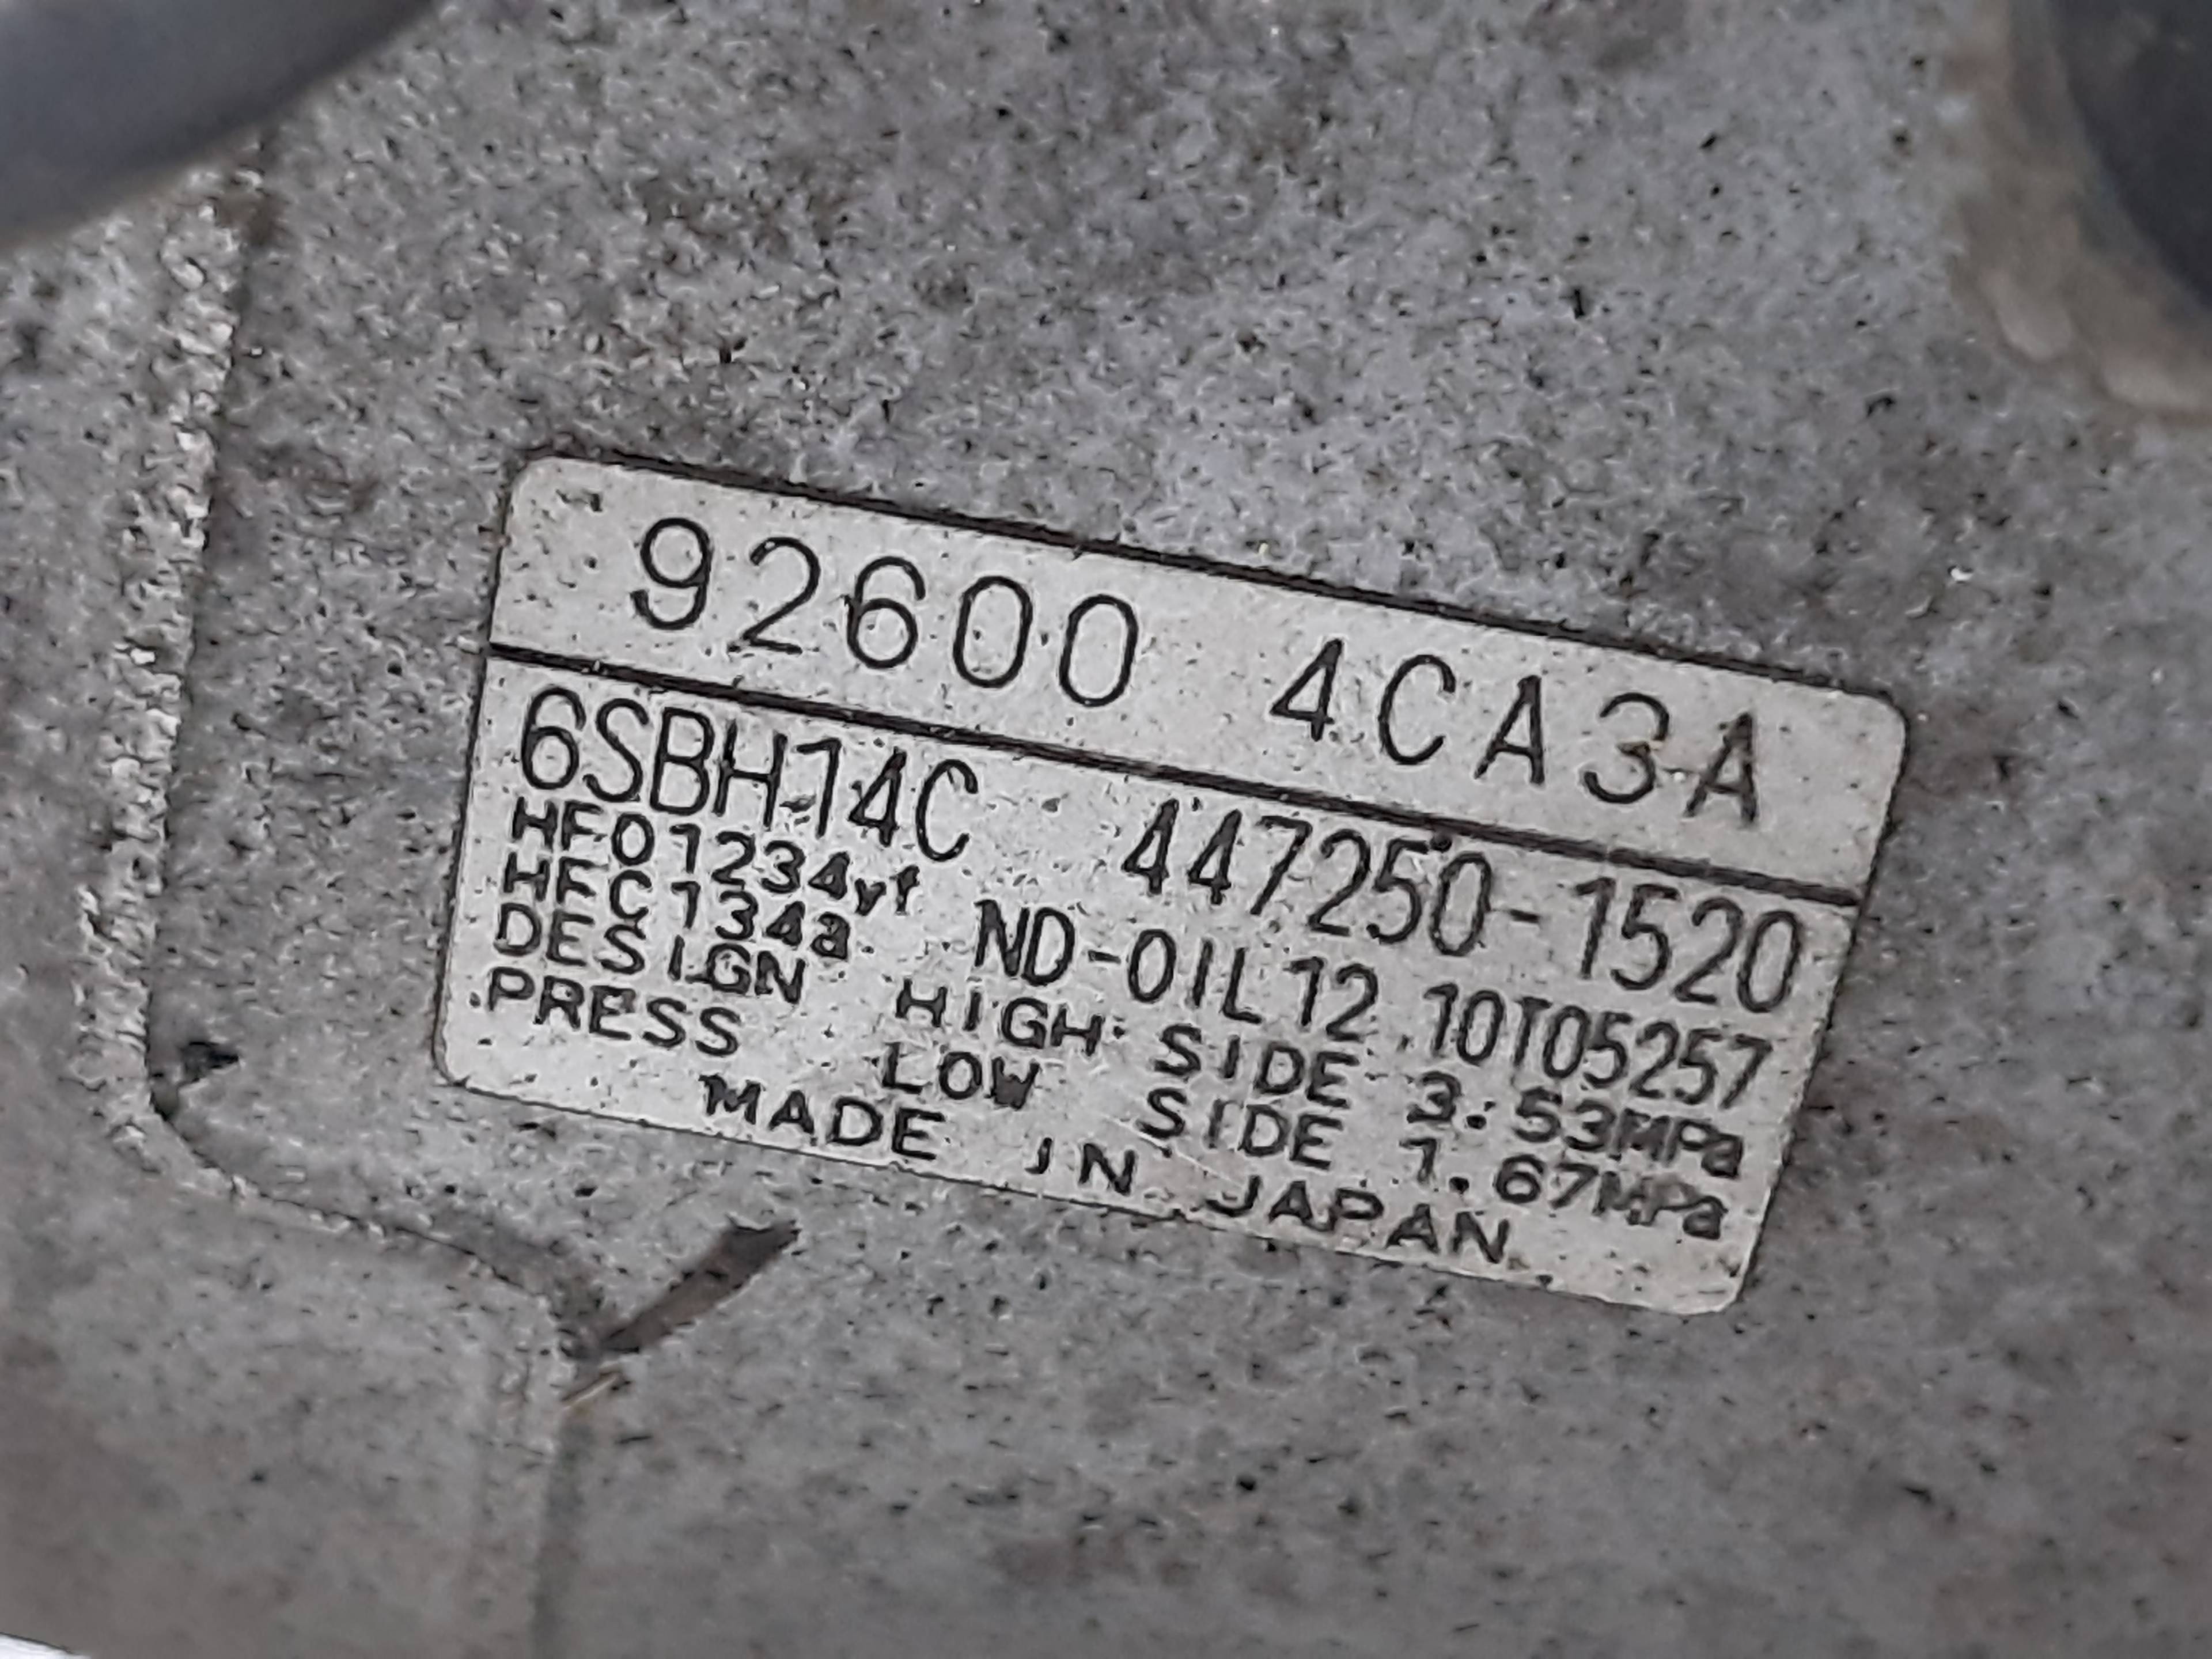 92600 4CA3A
6SBH14C 447250-1520
HFO1234yf
HFC134a ND-OIL12 10T05257
DESIGN HIGH SIDE 3.53MPa
PRESS LOW SIDE 1.67MPa
MADE IN JAPAN